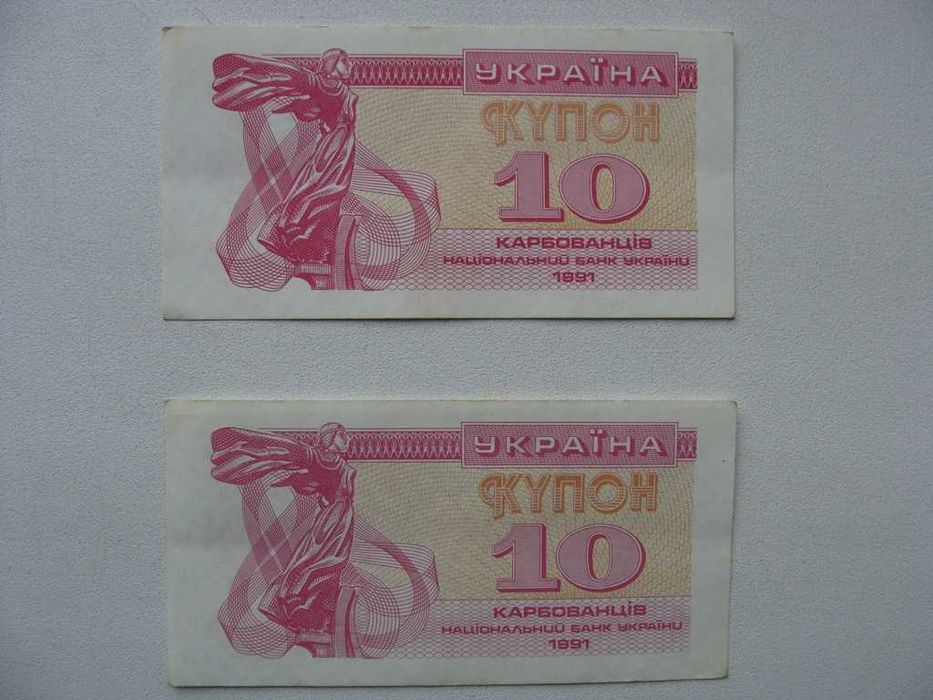 УКРАЇНА
КУПОН
10
КАРБОВАНЦІВ
НАЦІОНАЛЬНИЙ БАНК УКРАЇНИ
1991
УКРАЇНА
КУПОН
10
КАРБОВАНЦІВ
НАЦІОНАЛЬНИЙ БАНК УКРАЇНИ
1991